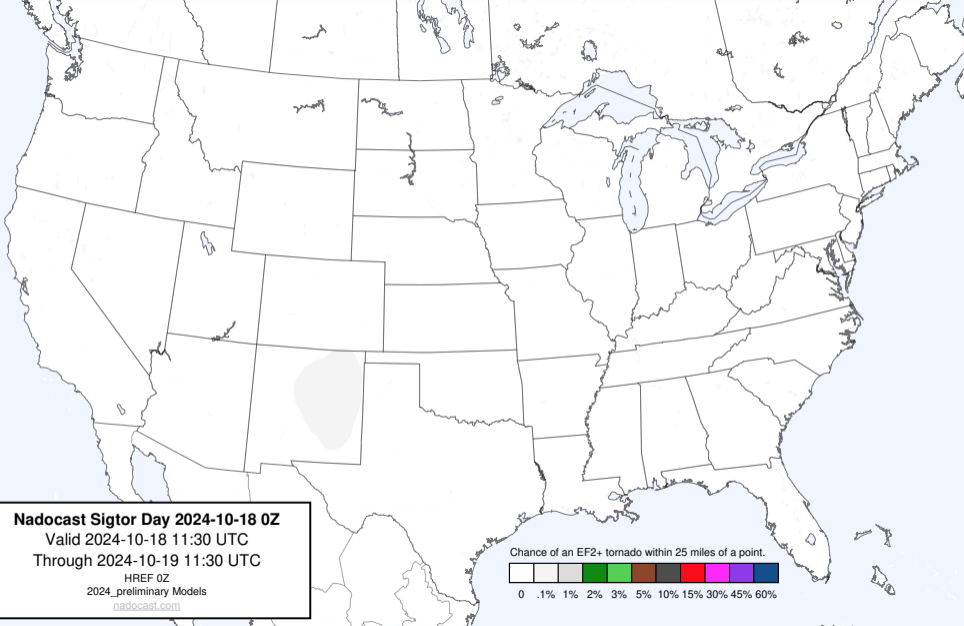 Nadocast Sigtor Day 2024-10-18 0Z
Valid 2024-10-18 11:30 UTC
Through 2024-10-19 11:30 UTC
HREF 0Z
2024_preliminary Models
nadocast.com
Chance of an EF2+ tornado within 25 miles of a point.
0 .1% 1% 2% 3% 5% 10% 15% 30% 45% 60%